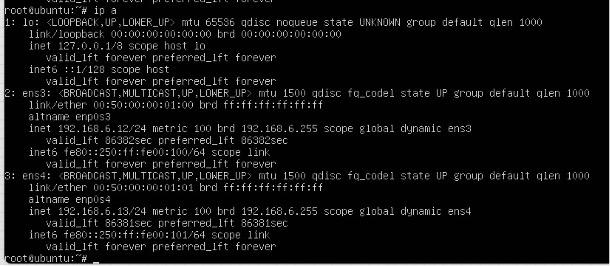 root@ubuntu:~# ip a
1: lo: <LOOPBACK,UP,LOWER_UP> mtu 65536 qdisc noqueue state UNKNOWN group default qlen 1000
link/loopback 00:00:00:00:00:00 brd 00:00:00:00:00:00
inet 127.0.0.1/8 scope host lo
valid_lft forever preferred_lft forever
inet6 ::1/128 scope host
valid_lft forever preferred_lft forever
2: ens3: <BROADCAST,MULTICAST,UP,LOWER_UP> mtu 1500 qdisc fq_codel state UP group default qlen 1000
link/ether 00:50:00:00:01:00 brd ff:ff:ff:ff:ff:ff
altname enp0s3
inet 192.168.6.12/24 metric 100 brd 192.168.6.255 scope global dynamic ens3
valid_lft 86382sec preferred_lft 86382sec
inet6 fe80::250:ff:fe00:100/64 scope link
valid_lft forever preferred_lft forever
3: ens4: <BROADCAST,MULTICAST,UP,LOWER_UP> mtu 1500 qdisc fq_codel state UP group default qlen 1000
link/ether 00:50:00:00:01:01 brd ff:ff:ff:ff:ff:ff
altname enp0s4
inet 192.168.6.13/24 metric 100 brd 192.168.6.255 scope global dynamic ens4
valid_lft 86381sec preferred_lft 86381sec
inet6 fe80::250:ff:fe00:101/64 scope link
valid_lft forever preferred_lft forever
root@ubuntu:~# _